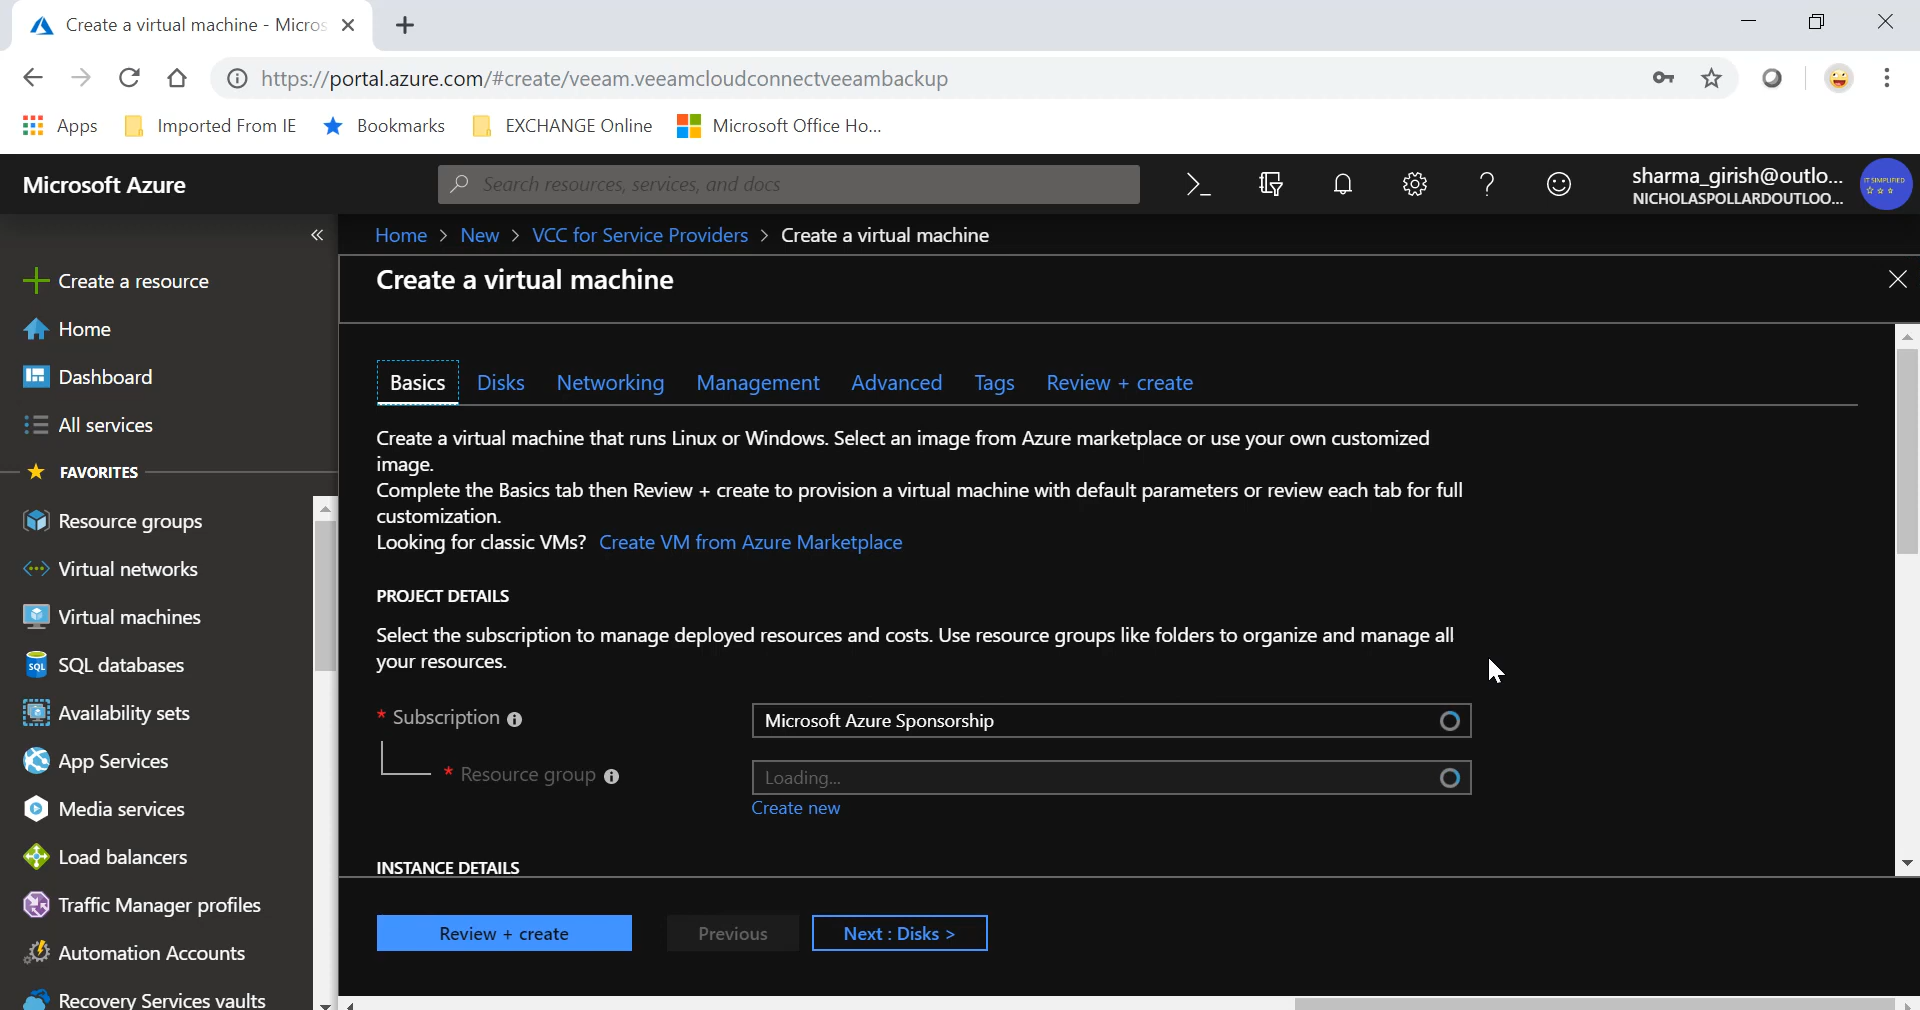 Create a virtual machine - Micros
https://portal.azure.com/#create/veeam.veeamcloudconnectveeambackup
Apps Imported From IE Bookmarks EXCHANGE Online Microsoft Office Ho...
Microsoft Azure
Search resources, services, and docs
sharma_girish@outlo...
NICHOLASPOLLARDOUTLOO...
IT SIMPLIFIED
Home > New > VCC for Service Providers > Create a virtual machine
Create a virtual machine
Create a resource
Home
Dashboard
All services
FAVORITES
Resource groups
Virtual networks
Virtual machines
SQL
SQL databases
Availability sets
App Services
Media services
Load balancers
Traffic Manager profiles
Automation Accounts
Recovery Services vaults
Basics Disks Networking Management Advanced Tags Review + create
Create a virtual machine that runs Linux or Windows. Select an image from Azure marketplace or use your own customized
image.
Complete the Basics tab then Review + create to provision a virtual machine with default parameters or review each tab for full
customization.
Looking for classic VMs? Create VM from Azure Marketplace
PROJECT DETAILS
Select the subscription to manage deployed resources and costs. Use resource groups like folders to organize and manage all
your resources.
* Subscription
Microsoft Azure Sponsorship
* Resource group
Loading...
Create new
INSTANCE DETAILS
Review + create
Previous
Next : Disks >